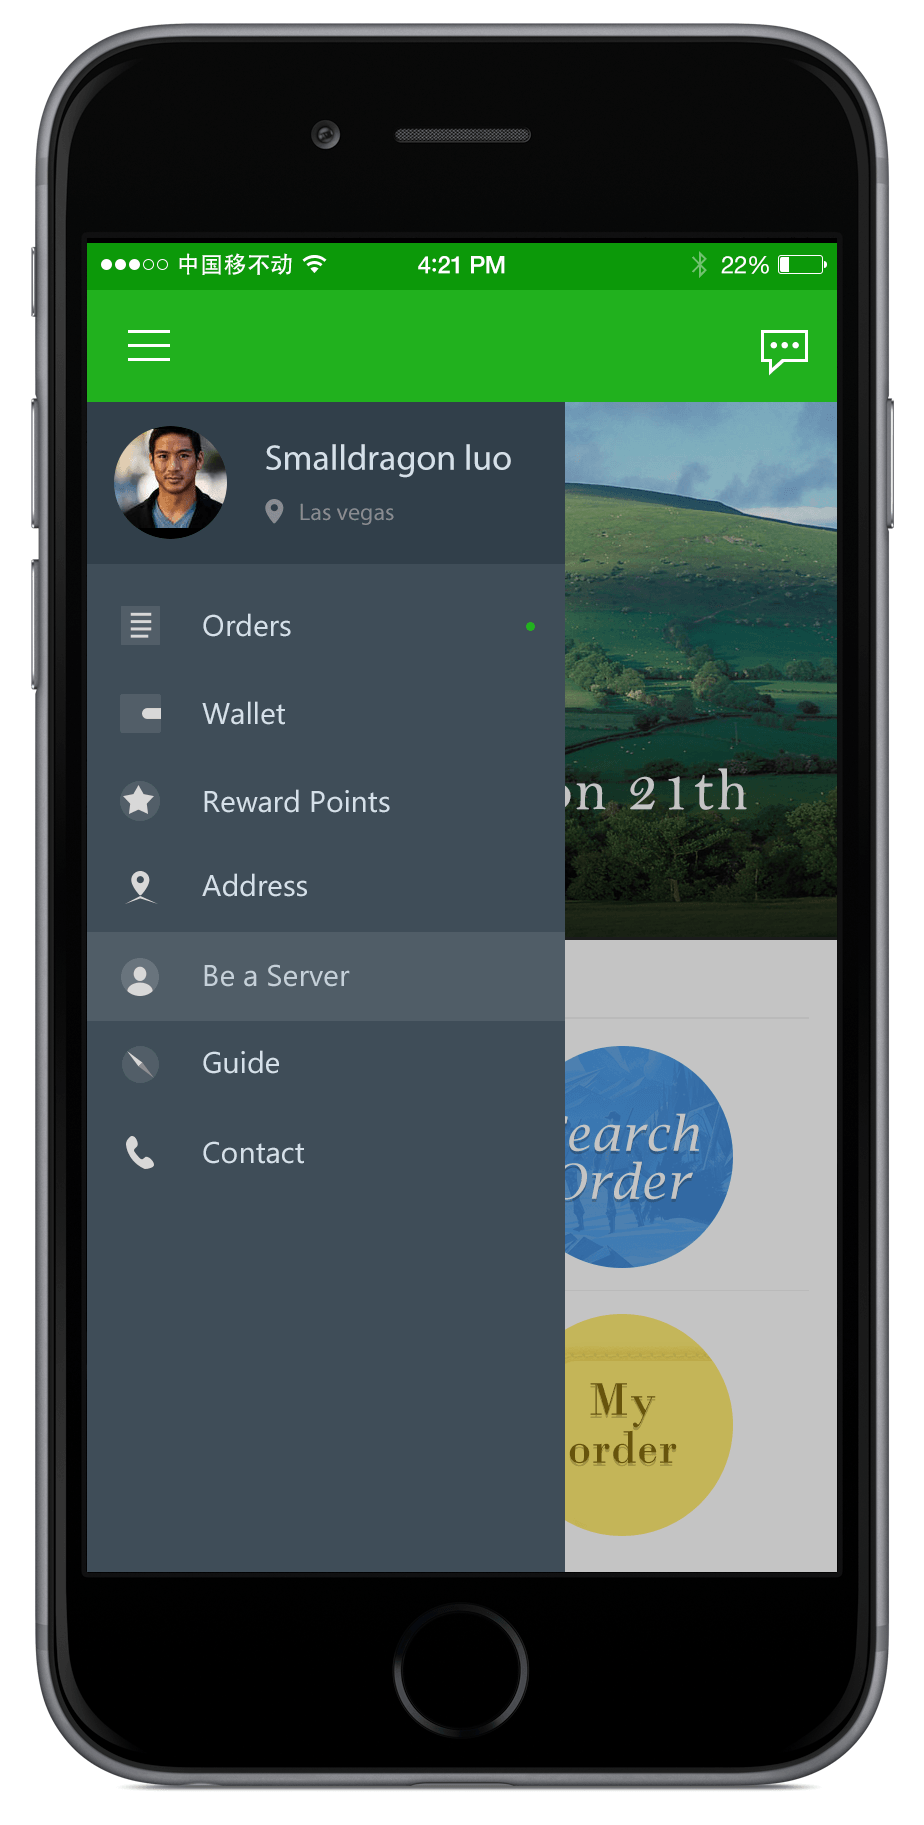 中国移不动 4:21 PM 22%
Smalldragon luo
Las vegas
Orders
Wallet
Reward Points
on 21th
Address
Be a Server
Guide
Contact
earch
Order
My
order